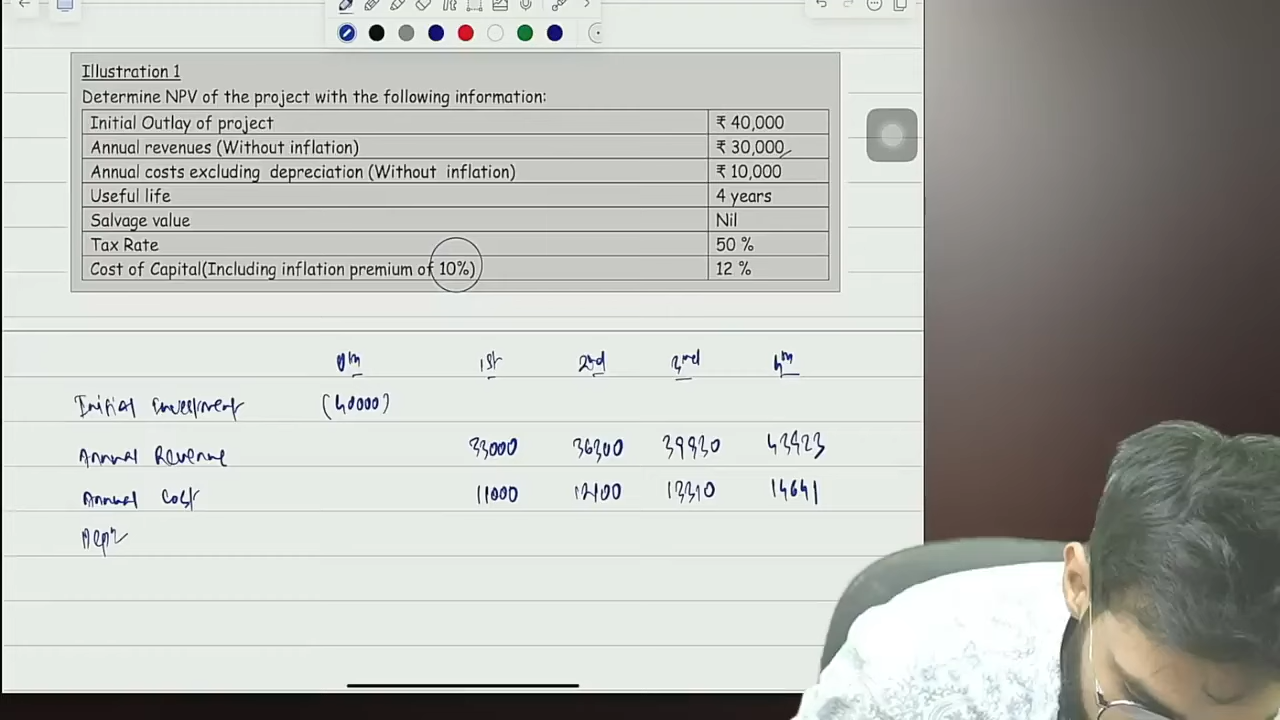 Illustration 1
Determine NPV of the project with the following information:
Initial Outlay of project ₹ 40,000
Annual revenues (Without inflation) ₹ 30,000
Annual costs excluding depreciation (Without inflation) ₹ 10,000
Useful life 4 years
Salvage value Nil
Tax Rate 50 %
Cost of Capital(Including inflation premium of 10%) 12 %
0th 1st 2nd 3rd 4th
Initial Investment (40000)
Annual Revenue 33000 36300 39930 43923
Annual Cost 11000 12100 13310 14641
Depn